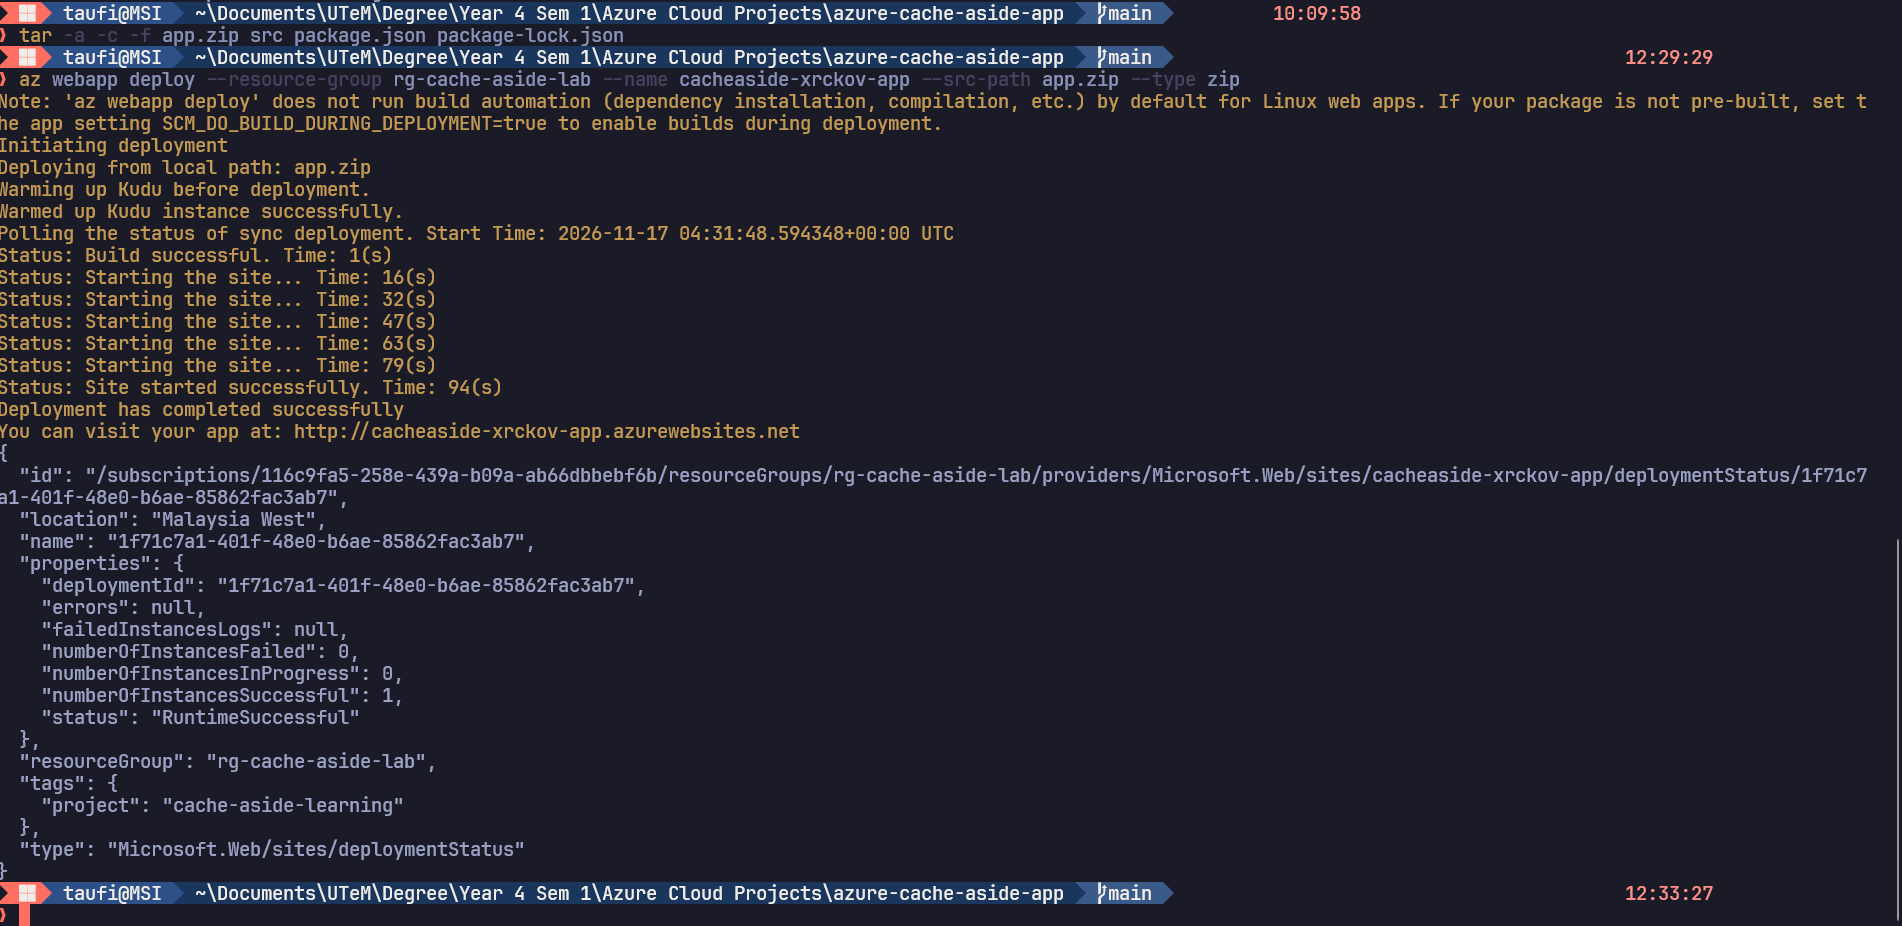 taufi@MSI ~\Documents\UTeM\Degree\Year 4 Sem 1\Azure Cloud Projects\azure-cache-aside-app main 10:09:58
❯ tar -a -c -f app.zip src package.json package-lock.json
taufi@MSI ~\Documents\UTeM\Degree\Year 4 Sem 1\Azure Cloud Projects\azure-cache-aside-app main 12:29:29
❯ az webapp deploy --resource-group rg-cache-aside-lab --name cacheaside-xrckov-app --src-path app.zip --type zip
Note: 'az webapp deploy' does not run build automation (dependency installation, compilation, etc.) by default for Linux web apps. If your package is not pre-built, set t
he app setting SCM_DO_BUILD_DURING_DEPLOYMENT=true to enable builds during deployment.
Initiating deployment
Deploying from local path: app.zip
Warming up Kudu before deployment.
Warmed up Kudu instance successfully.
Polling the status of sync deployment. Start Time: 2026-11-17 04:31:48.594348+00:00 UTC
Status: Build successful. Time: 1(s)
Status: Starting the site... Time: 16(s)
Status: Starting the site... Time: 32(s)
Status: Starting the site... Time: 47(s)
Status: Starting the site... Time: 63(s)
Status: Starting the site... Time: 79(s)
Status: Site started successfully. Time: 94(s)
Deployment has completed successfully
You can visit your app at: http://cacheaside-xrckov-app.azurewebsites.net
{
  "id": "/subscriptions/116c9fa5-258e-439a-b09a-ab66dbbebf6b/resourceGroups/rg-cache-aside-lab/providers/Microsoft.Web/sites/cacheaside-xrckov-app/deploymentStatus/1f71c7
a1-401f-48e0-b6ae-85862fac3ab7",
  "location": "Malaysia West",
  "name": "1f71c7a1-401f-48e0-b6ae-85862fac3ab7",
  "properties": {
    "deploymentId": "1f71c7a1-401f-48e0-b6ae-85862fac3ab7",
    "errors": null,
    "failedInstancesLogs": null,
    "numberOfInstancesFailed": 0,
    "numberOfInstancesInProgress": 0,
    "numberOfInstancesSuccessful": 1,
    "status": "RuntimeSuccessful"
  },
  "resourceGroup": "rg-cache-aside-lab",
  "tags": {
    "project": "cache-aside-learning"
  },
  "type": "Microsoft.Web/sites/deploymentStatus"
}
taufi@MSI ~\Documents\UTeM\Degree\Year 4 Sem 1\Azure Cloud Projects\azure-cache-aside-app main 12:33:27
❯